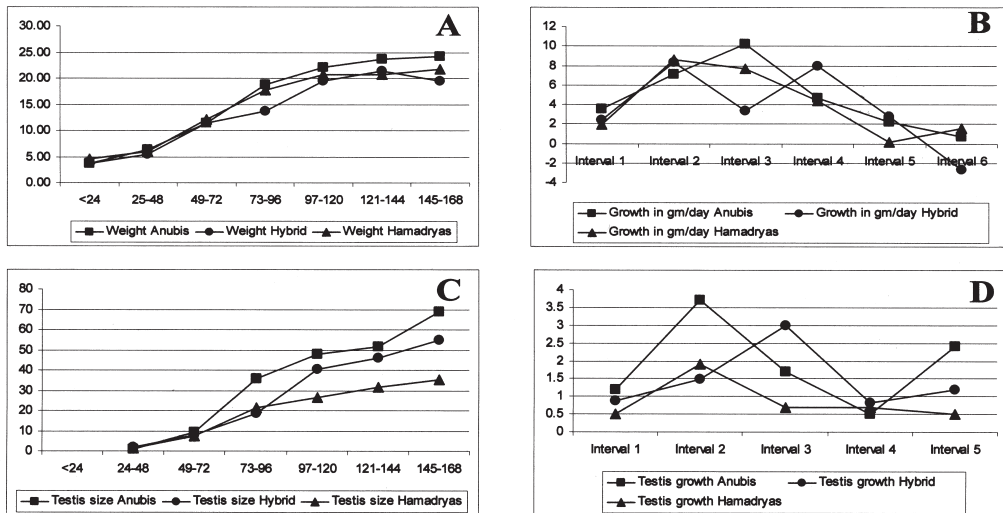 A
30.00
25.00
20.00
15.00
10.00
5.00
0.00
<24 25-48 49-72 73-96 97-120 121-144 145-168
Weight Anubis Weight Hybrid Weight Hamadryas
B
12
10
8
6
4
2
0
-2
-4
Interval 1 Interval 2 Interval 3 Interval 4 Interval 5 Interval 6
Growth in gm/day Anubis Growth in gm/day Hybrid
Growth in gm/day Hamadryas
C
80
70
60
50
40
30
20
10
0
<24 24-48 49-72 73-96 97-120 121-144 145-168
Testis size Anubis Testis size Hybrid Testis size Hamadryas
D
4
3.5
3
2.5
2
1.5
1
0.5
0
Interval 1 Interval 2 Interval 3 Interval 4 Interval 5
Testis growth Anubis Testis growth Hybrid
Testis growth Hamadryas